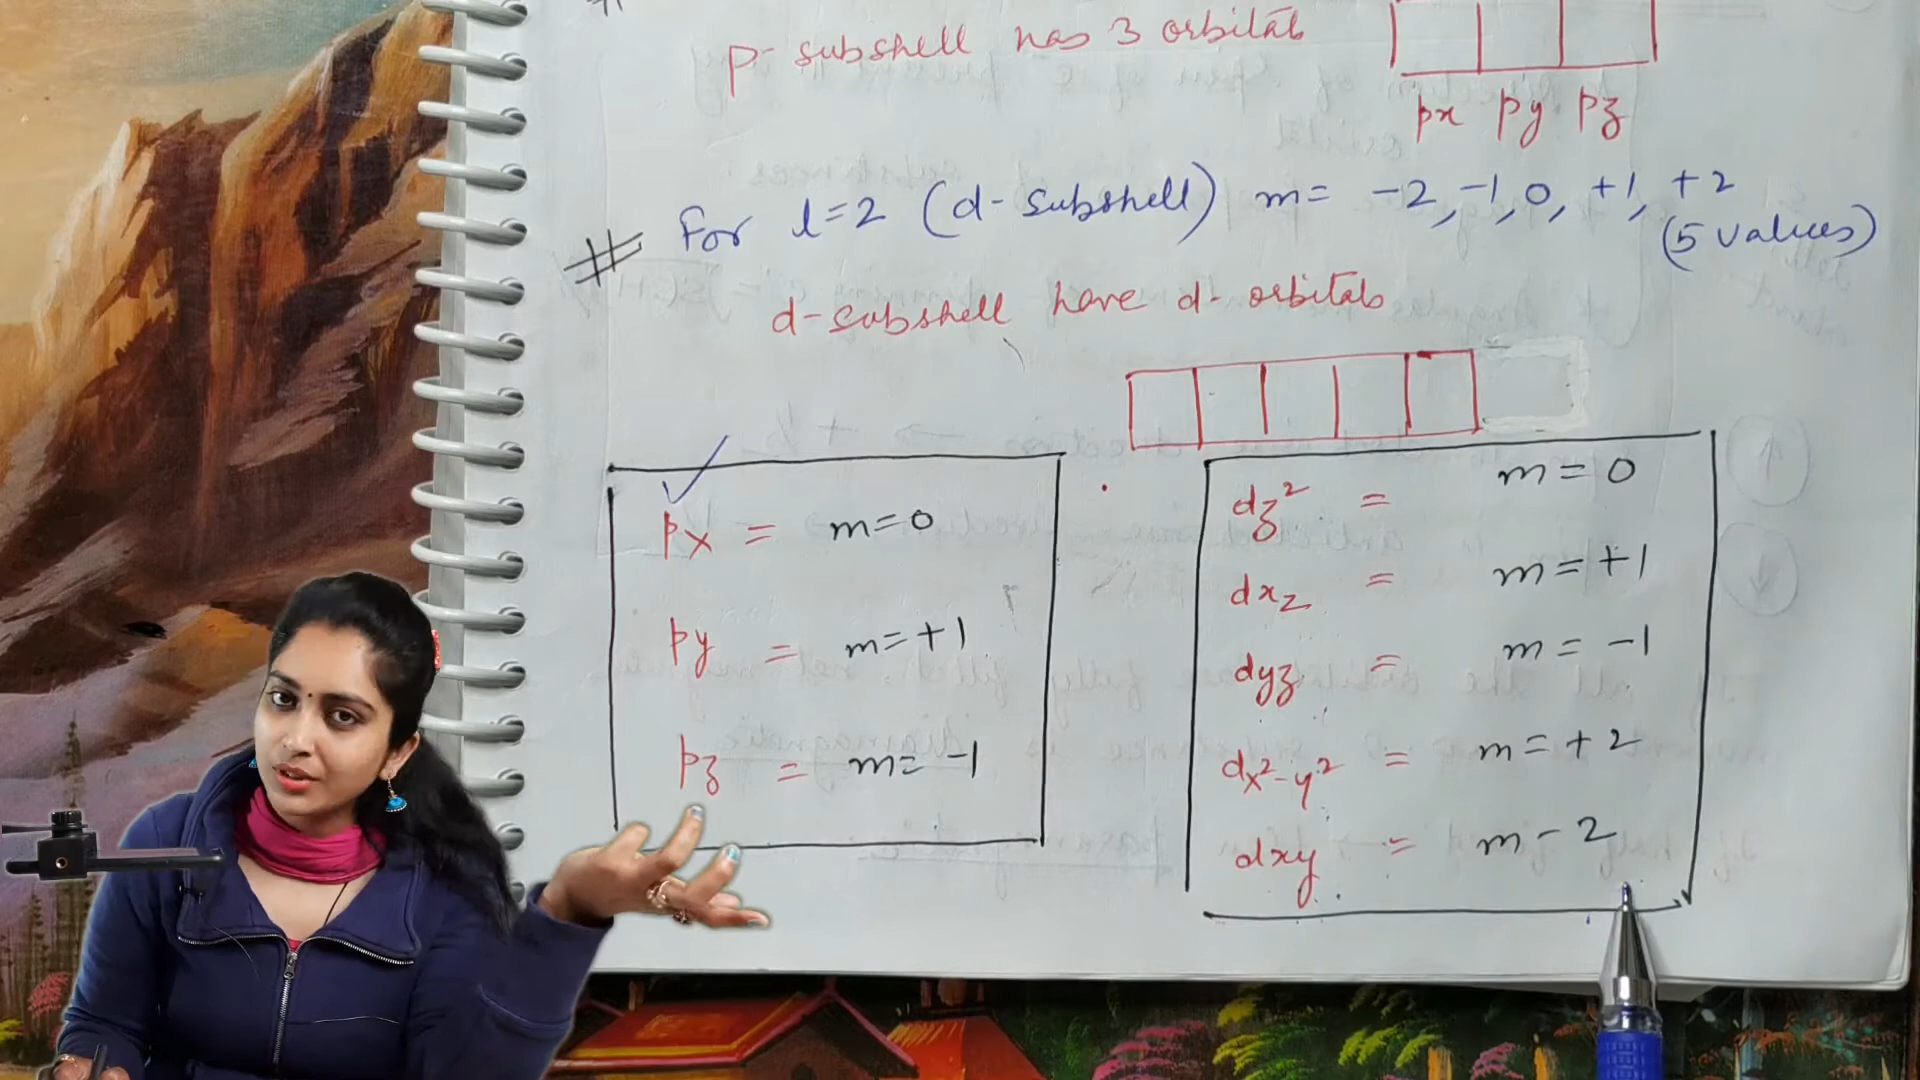 p-subshell has 3 orbitals
px py pz
# For l=2 (d-subshell) m= -2,-1,0, +1, +2
(5 values)
d-subshell have d-orbitals
px = m=0
py = m=+1
pz = m=-1
dz² = m=0
dxz = m=+1
dyz = m=-1
dx²-y² = m=+2
dxy = m-2